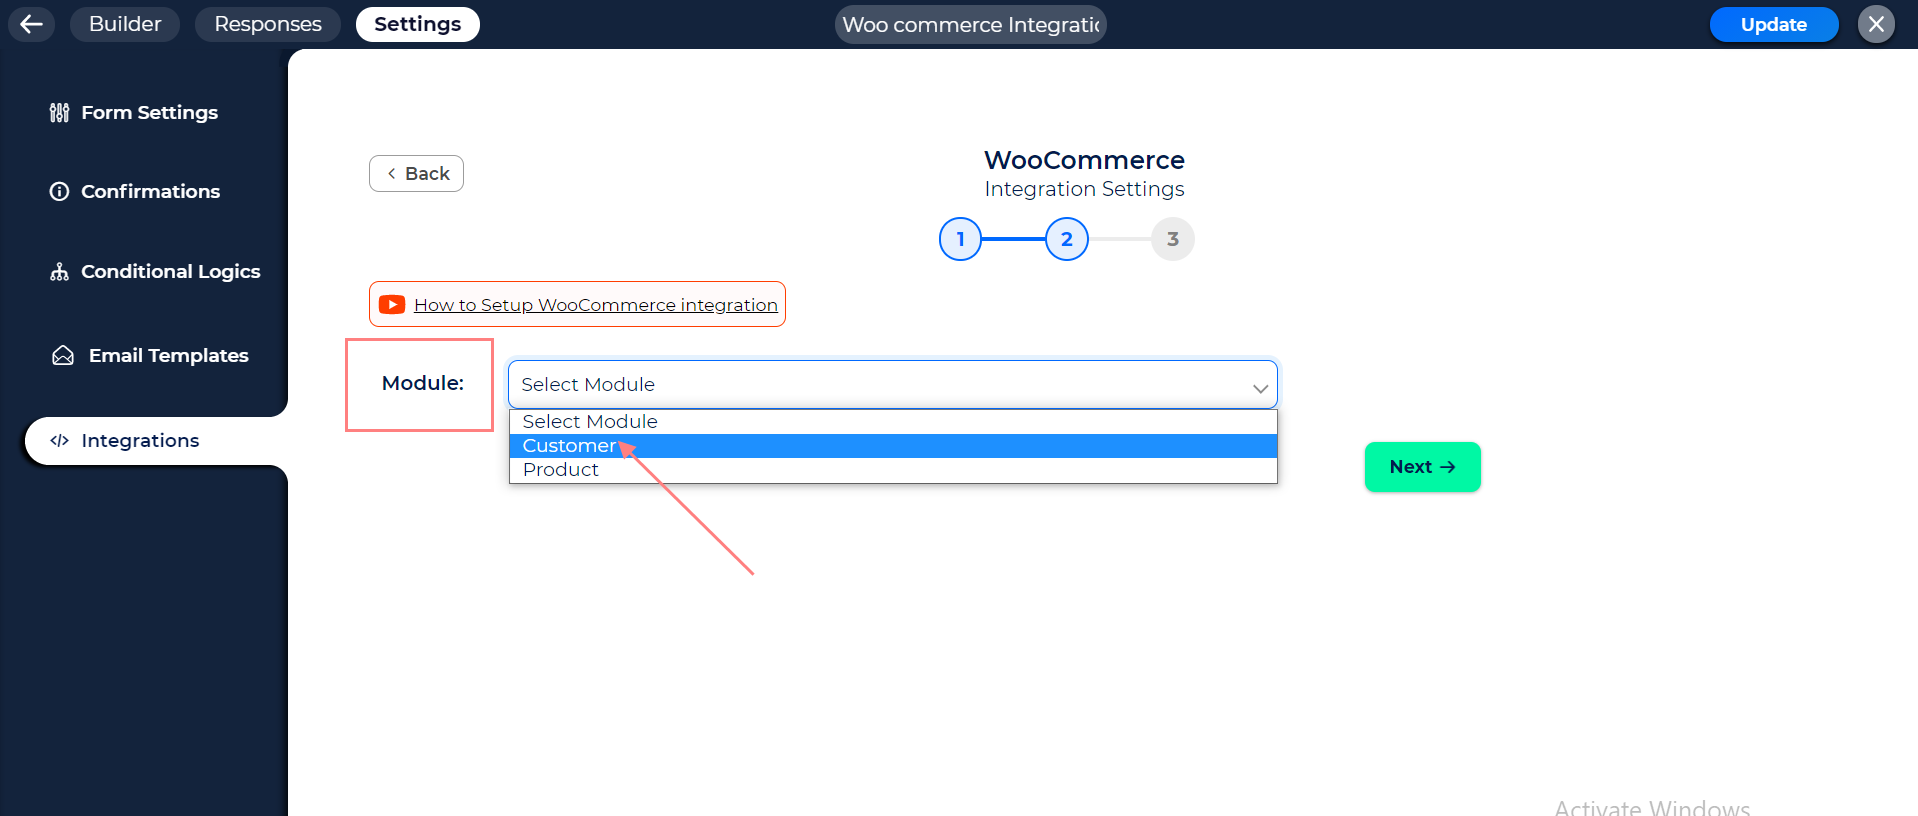 Builder
Responses
Settings
Woo commerce Integratic
Update
Form Settings
Confirmations
Conditional Logics
Email Templates
Integrations
Back
WooCommerce
Integration Settings
1
2
3
How to Setup WooCommerce integration
Module:
Select Module
Select Module
Customer
Product
Next
Activate Windows